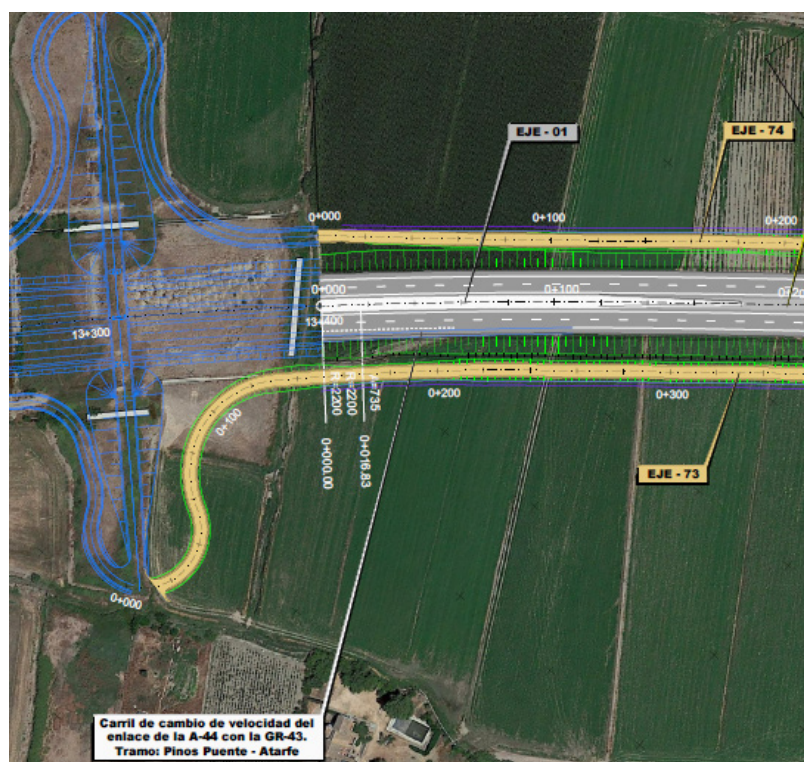 EJE - 01
EJE - 74
0+000
0+100
0+200
0+000
0+100
13+400
13+300
0+200
0+300
R=2200
R=2200
0+000.00
0+016.83
0+100
EJE - 73
0+000
Carril de cambio de velocidad del
enlace de la A-44 con la GR-43.
Tramo: Pinos Puente - Atarfe